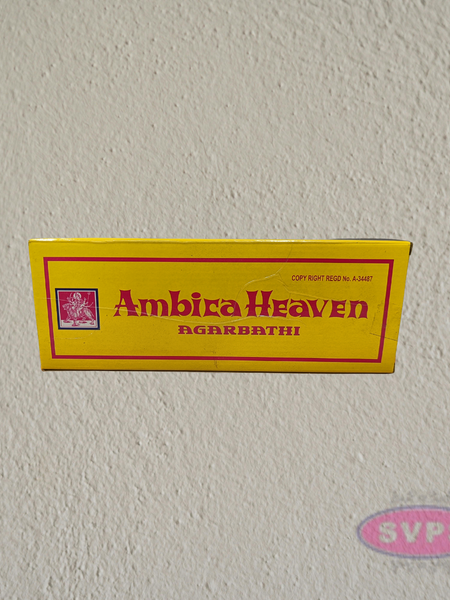 COPY RIGHT REGD No. A-34487
Ambica Heaven
AGARBATHI
SVP